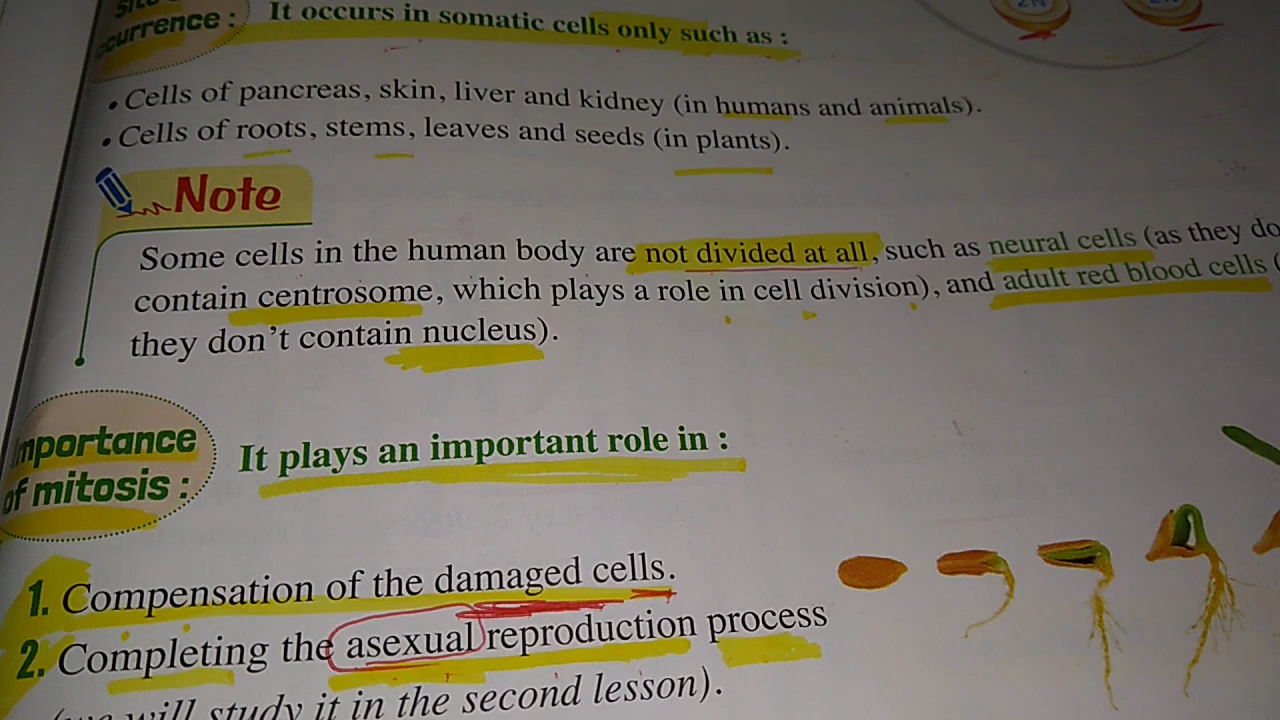 It occurs in somatic cells only such as :
• Cells of pancreas, skin, liver and kidney (in humans and animals).
• Cells of roots, stems, leaves and seeds (in plants).
Note
Some cells in the human body are not divided at all, such as neural cells (as they do
contain centrosome, which plays a role in cell division), and adult red blood cells (
they don't contain nucleus).
mportance
of mitosis :
It plays an important role in :
1. Compensation of the damaged cells.
2. Completing the asexual reproduction process
will study it in the second lesson).